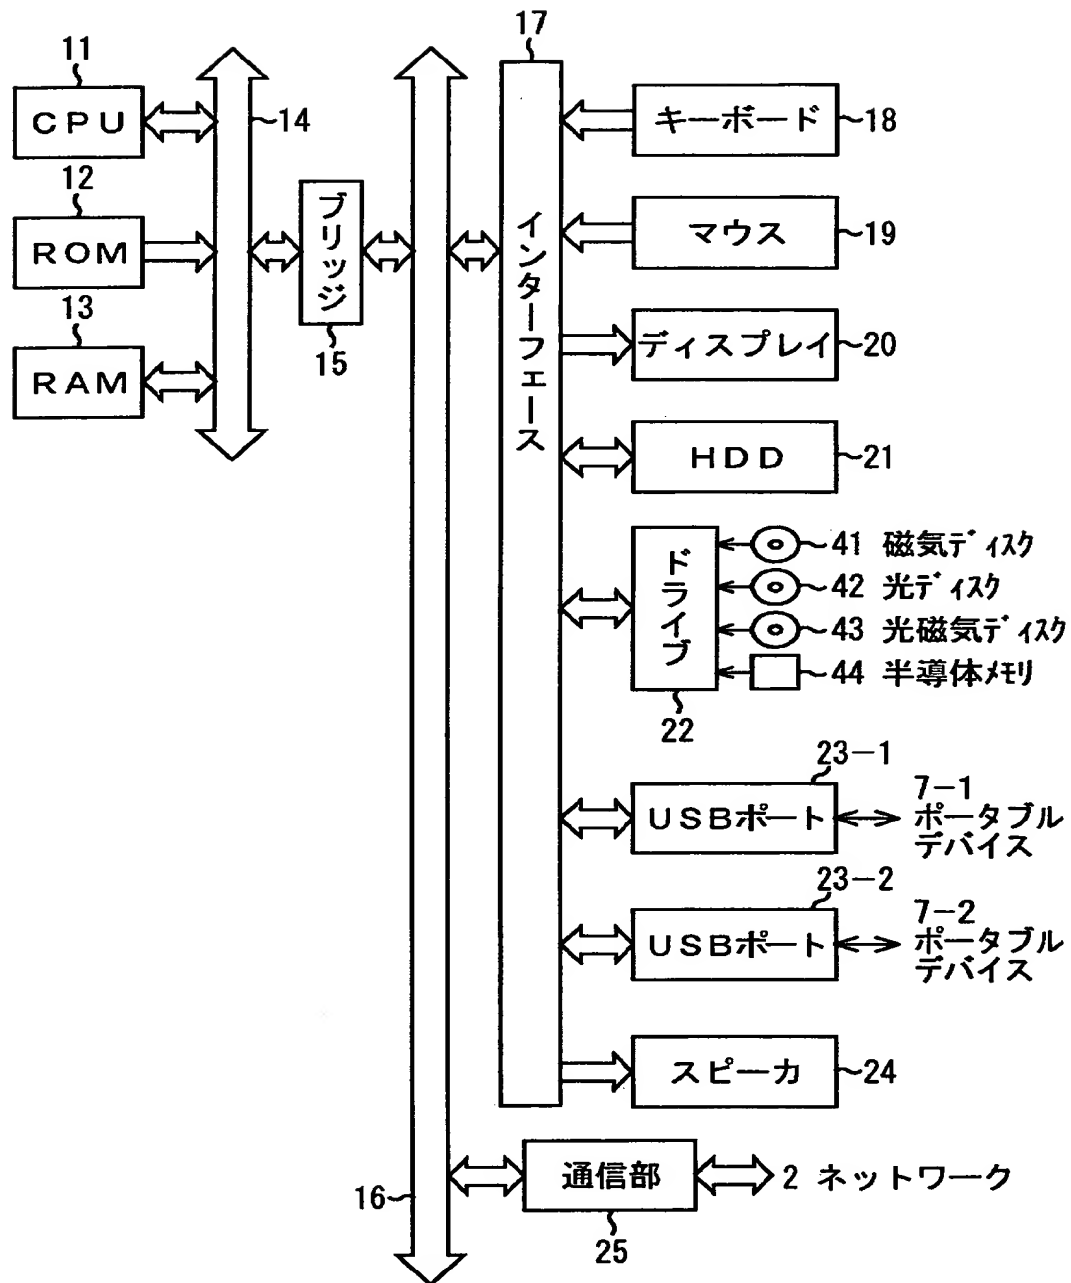 11
CPU
12
ROM
13
RAM
14
ブリッジ
15
16
17
インターフェース
キーボード 18
マウス 19
ディスプレイ 20
HDD 21
ドライブ
22
41 磁気ディスク
42 光ディスク
43 光磁気ディスク
44 半導体メモリ
23-1
USBポート
7-1
ポータブル
デバイス
23-2
USBポート
7-2
ポータブル
デバイス
スピーカ 24
通信部
25
2 ネットワーク